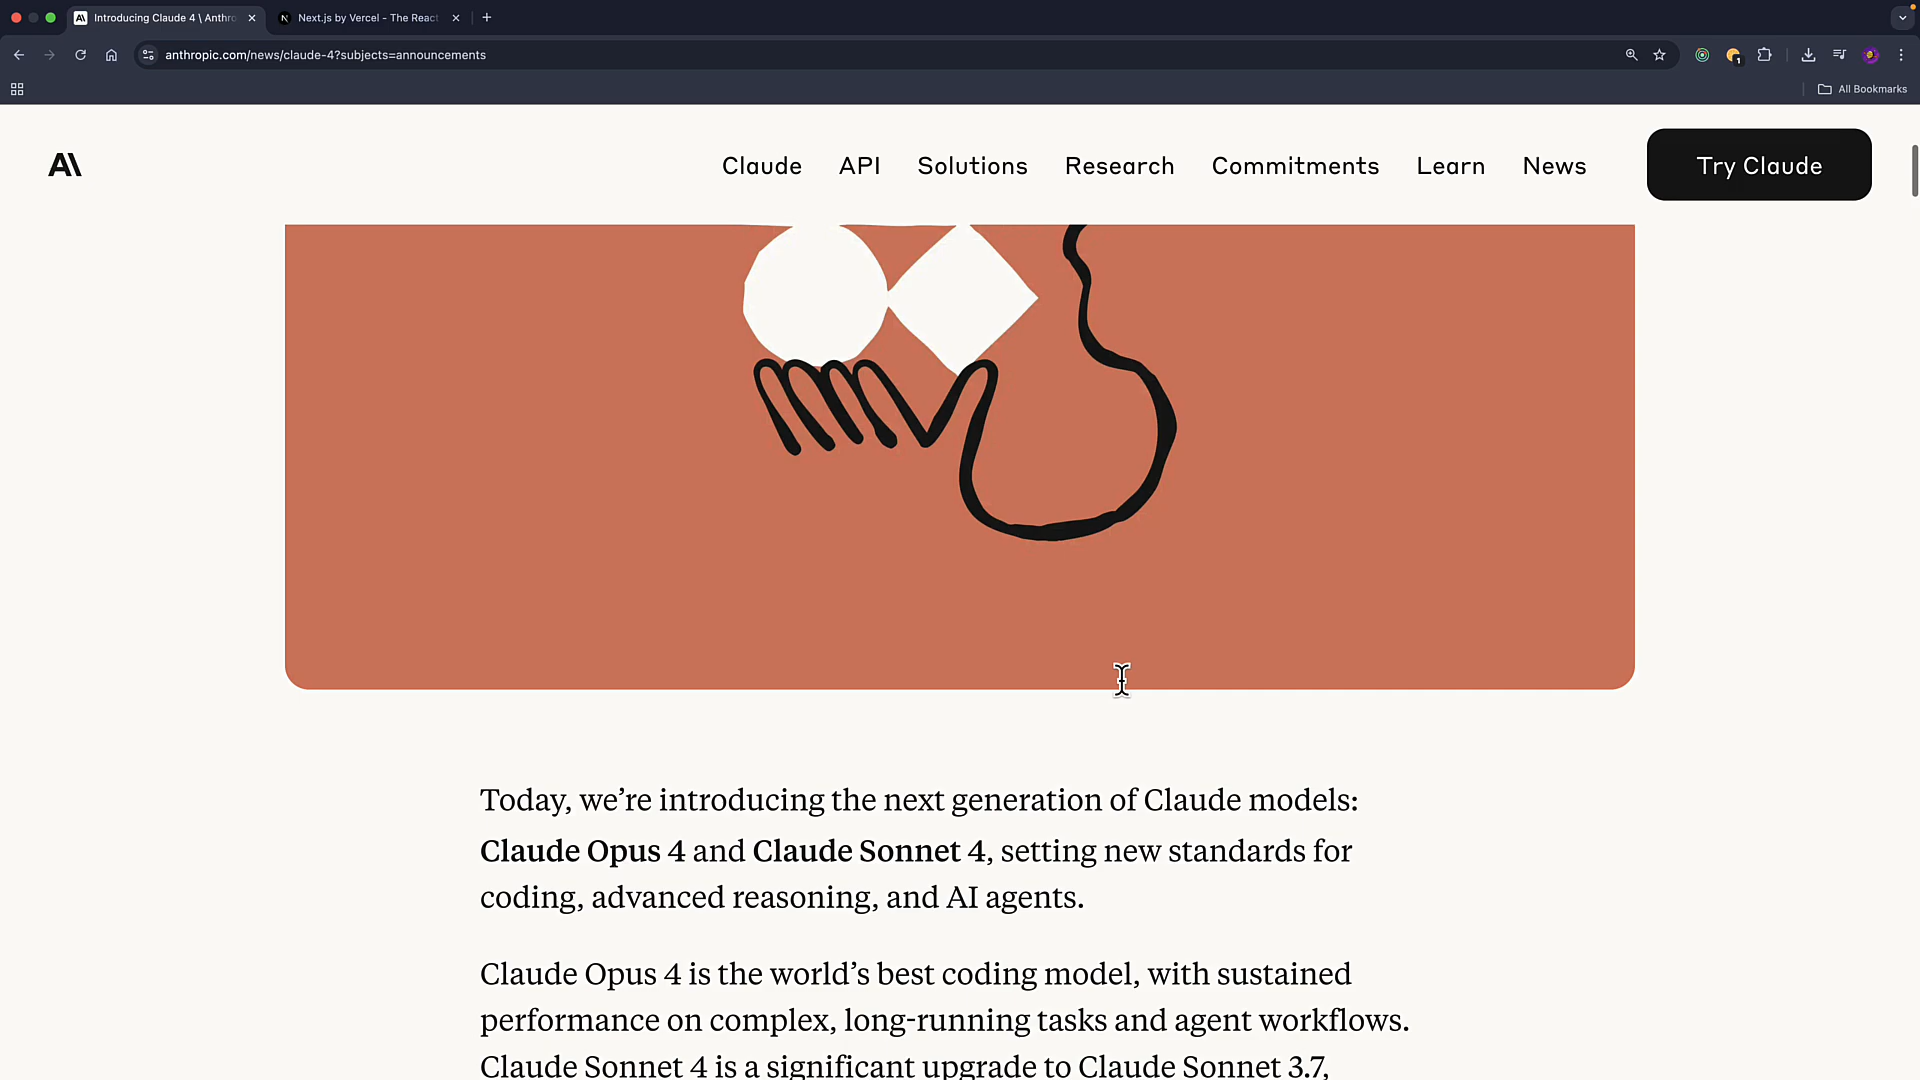 Introducing Claude 4 \ Anthro
Next.js by Vercel - The React
anthropic.com/news/claude-4?subjects=announcements
1
All Bookmarks
A\
Claude
API
Solutions
Research
Commitments
Learn
News
Try Claude
Today, we’re introducing the next generation of Claude models:
Claude Opus 4 and Claude Sonnet 4, setting new standards for
coding, advanced reasoning, and AI agents.
Claude Opus 4 is the world’s best coding model, with sustained
performance on complex, long-running tasks and agent workflows.
Claude Sonnet 4 is a significant upgrade to Claude Sonnet 3.7,